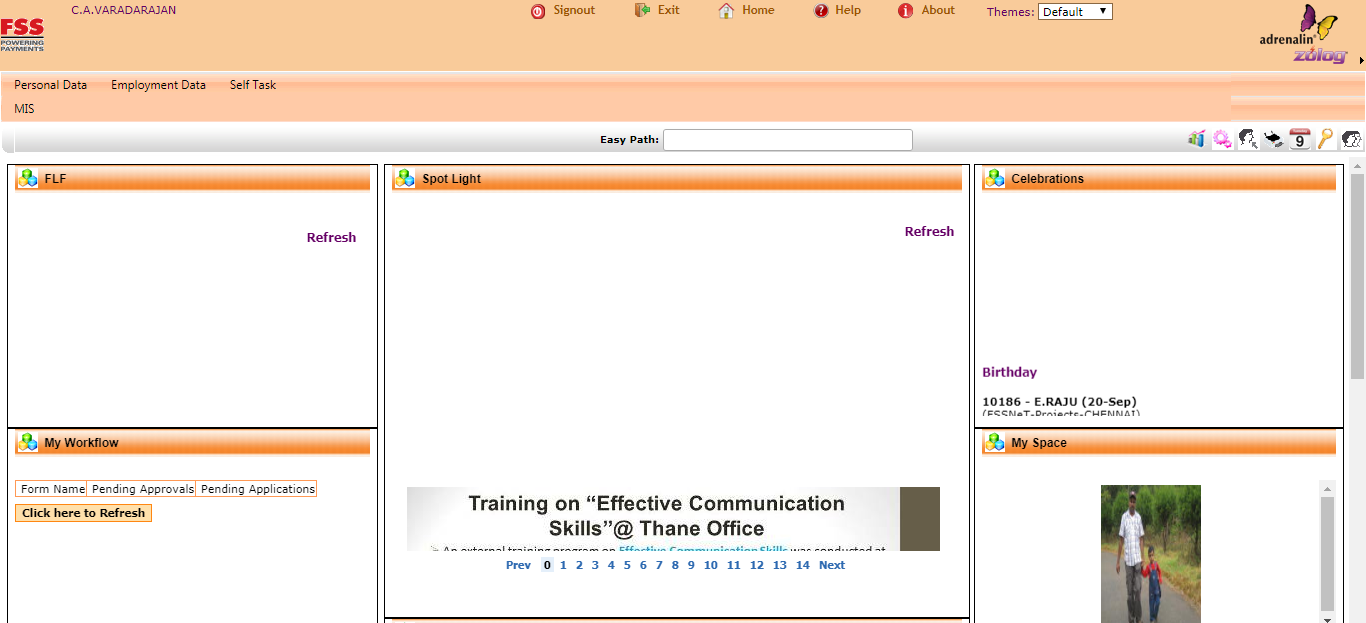 C.A.VARADARAJAN
Signout
Exit
Home
Help
About
Themes: Default
FSS
POWERING
PAYMENTS
adrenalin
zolog
Personal Data
Employment Data
Self Task
MIS
Easy Path:
9
FLF
Refresh
Spot Light
Refresh
Training on “Effective Communication
Skills”@ Thane Office
An external training program on Effective Communication Skills was conducted at
Prev 0 1 2 3 4 5 6 7 8 9 10 11 12 13 14 Next
Celebrations
Birthday
10186 - E.RAJU (20-Sep)
(FSSNeT-Projects-CHENNAI)
My Workflow
Form Name Pending Approvals Pending Applications
Click here to Refresh
My Space